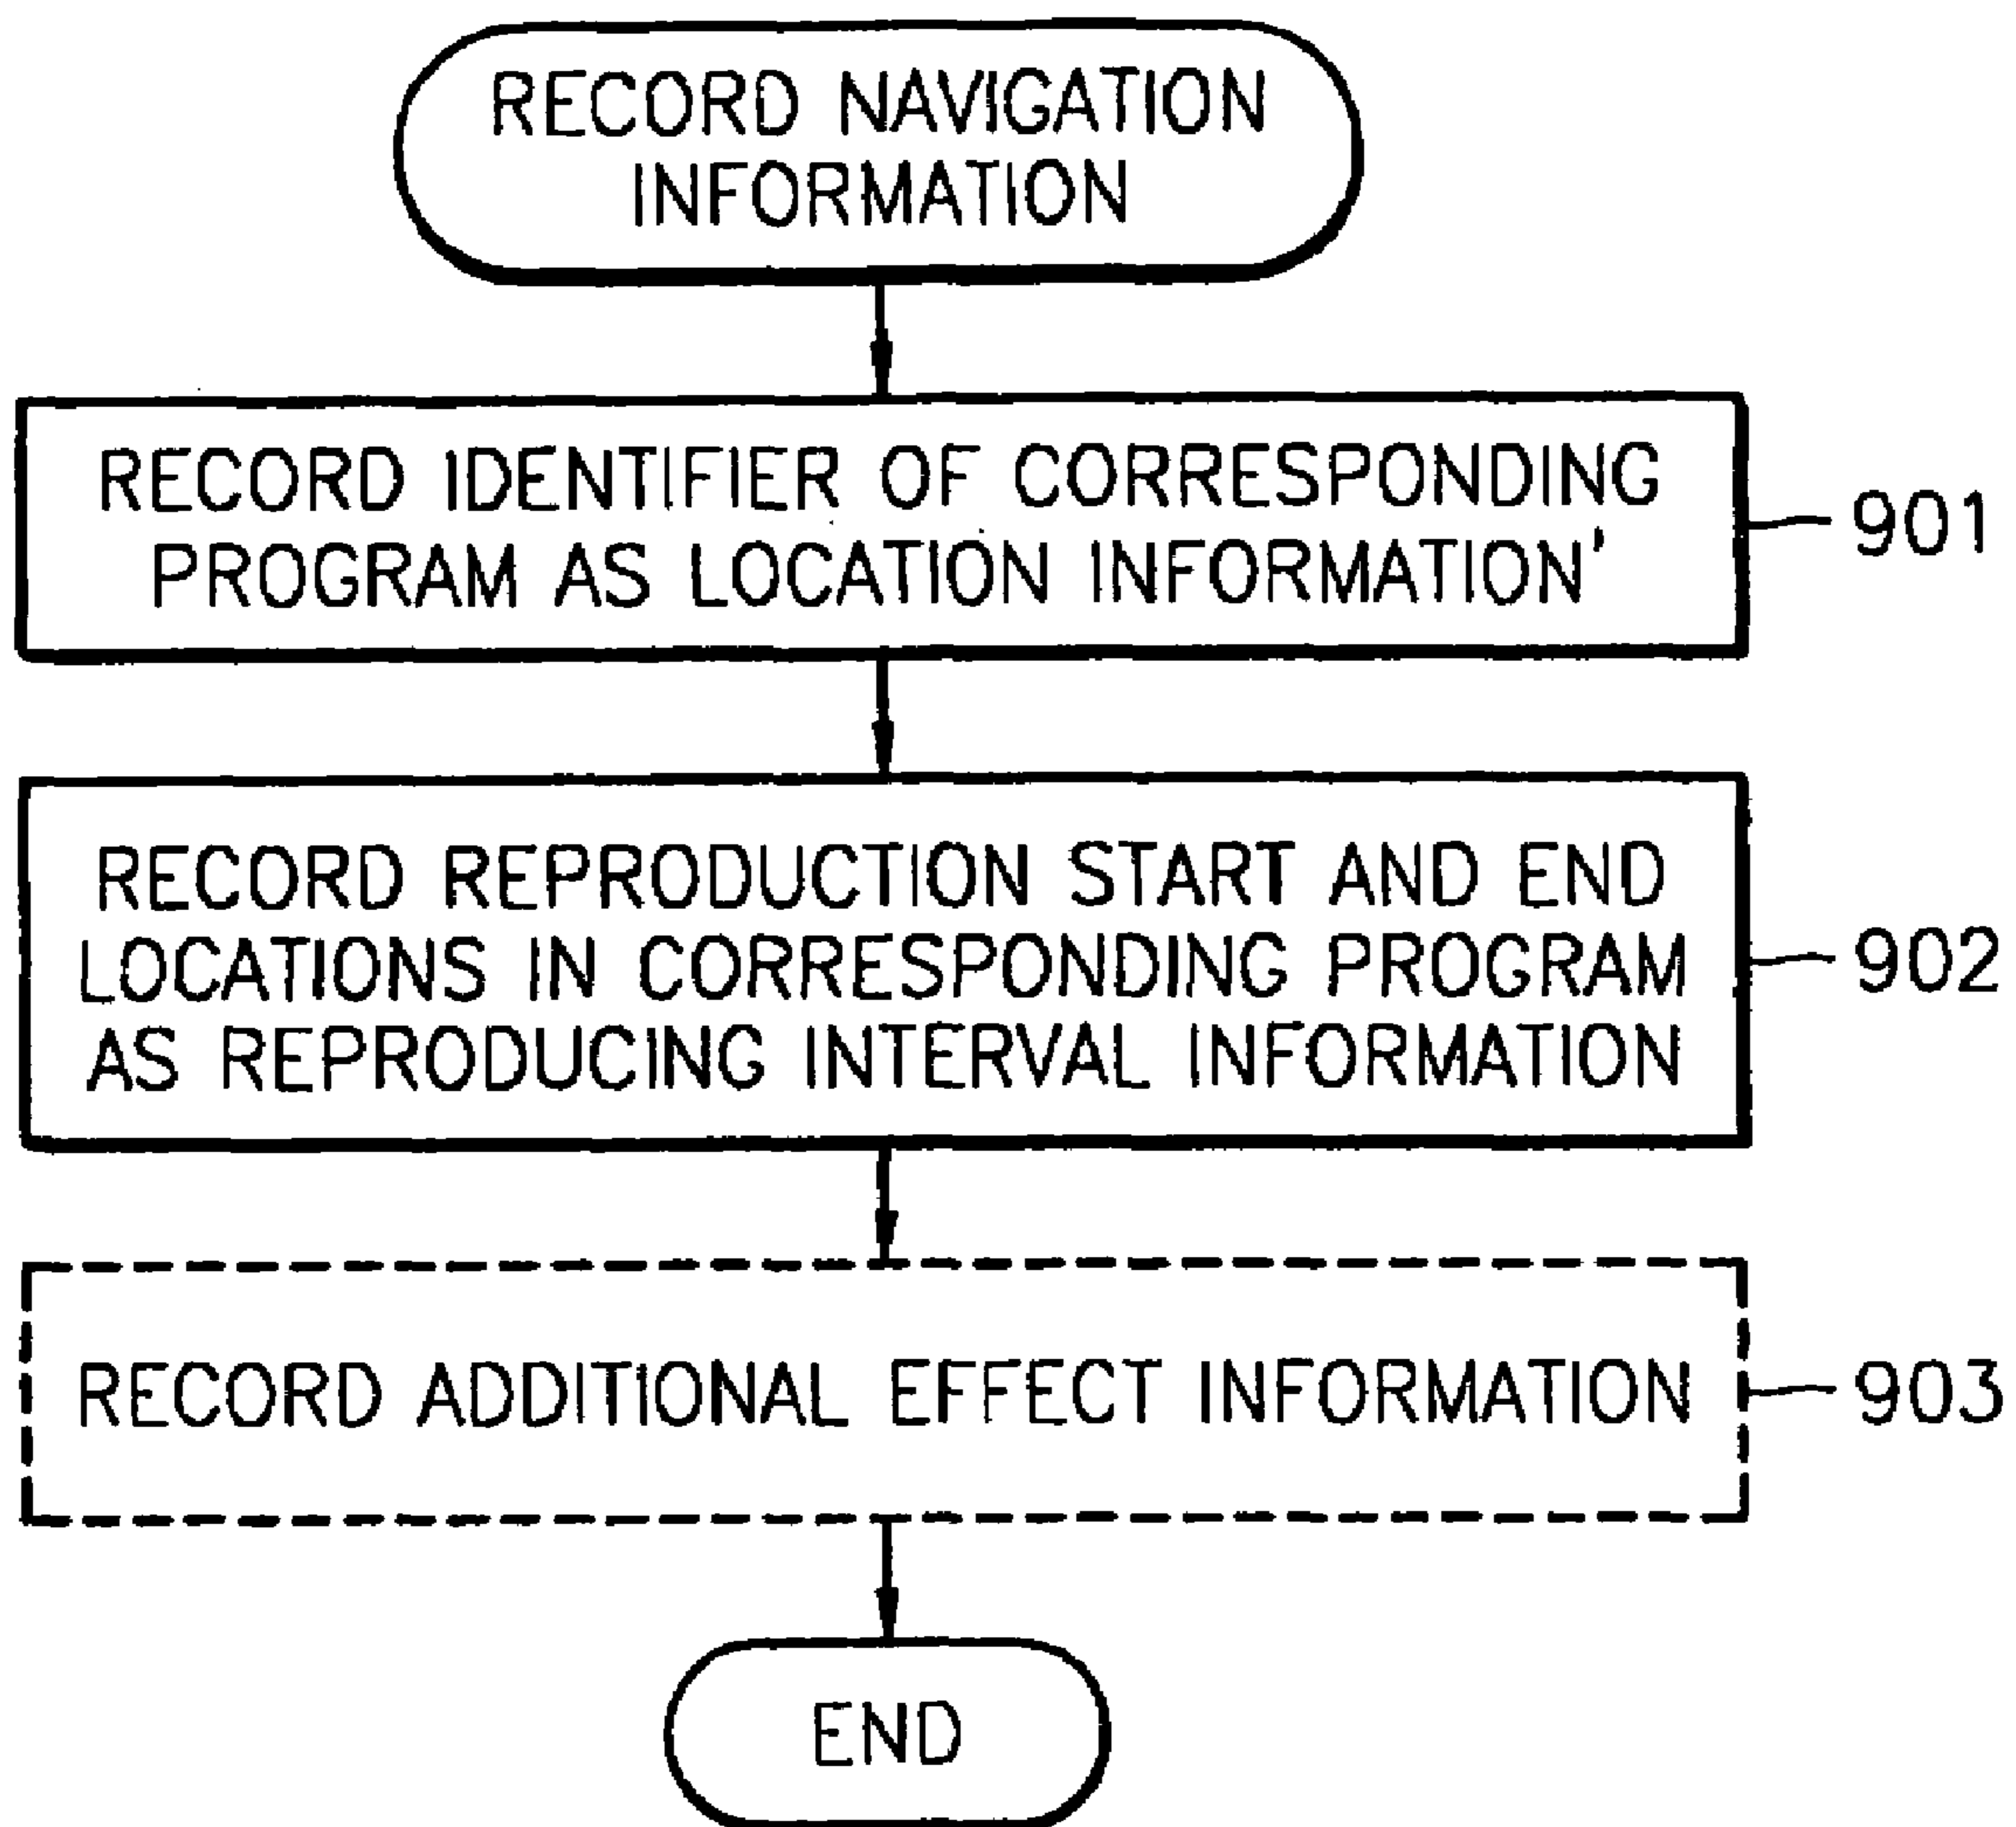 RECORD NAVIGATION
INFORMATION
RECORD IDENTIFIER OF CORRESPONDING
PROGRAM AS LOCATION INFORMATION'
901
RECORD REPRODUCTION START AND END
LOCATIONS IN CORRESPONDING PROGRAM
AS REPRODUCING INTERVAL INFORMATION
902
RECORD ADDITIONAL EFFECT INFORMATION
903
END